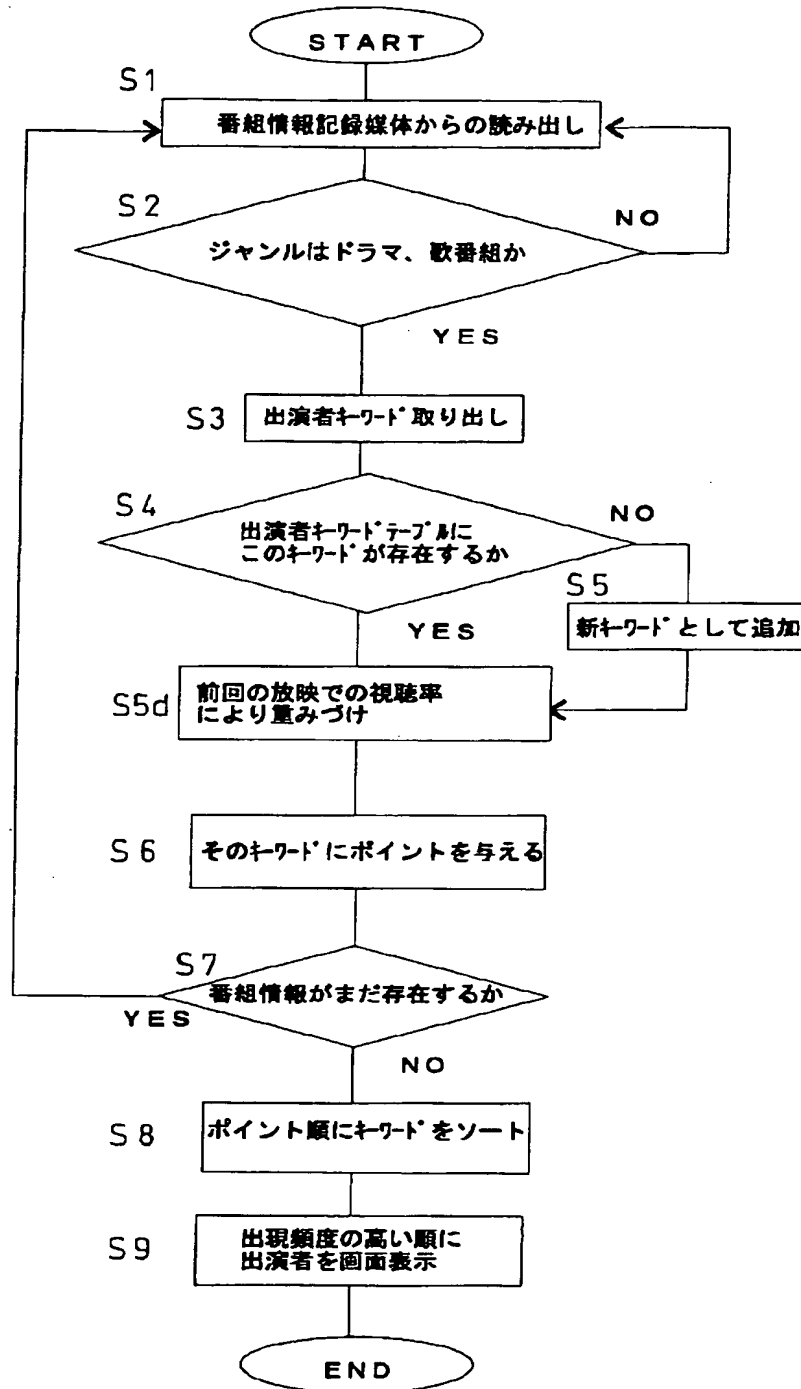 START
S1
番組情報記録媒体からの読み出し
S2
NO
ジャンルはドラマ、歌番組か
YES
S3
出演者ｷｰﾜｰﾄﾞ取り出し
S4
NO
出演者ｷｰﾜｰﾄﾞﾃｰﾌﾞﾙに
このｷｰﾜｰﾄﾞが存在するか
S5
YES
新ｷｰﾜｰﾄﾞとして追加
S5d
前回の放映での視聴率
により重みづけ
S6
そのｷｰﾜｰﾄﾞにポイントを与える
S7
番組情報がまだ存在するか
YES
NO
S8
ポイント順にｷｰﾜｰﾄﾞをソート
S9
出現頻度の高い順に
出演者を画面表示
END